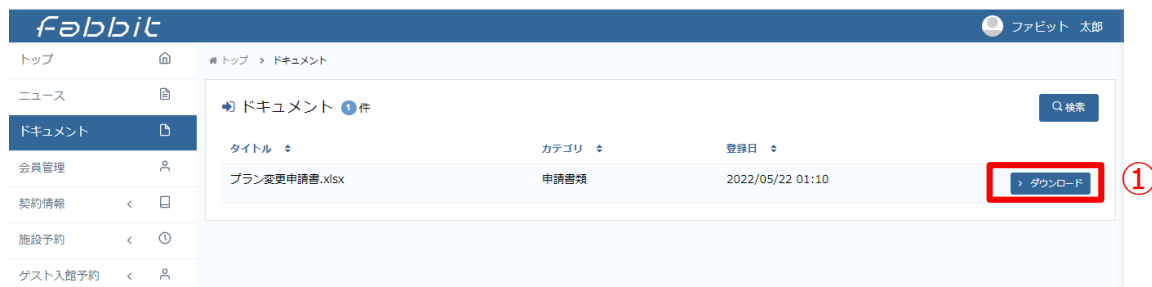 fabbit
ファビット 太郎
トップ
ニュース
ドキュメント
会員管理
契約情報
施設予約
ゲスト入館予約
トップ > ドキュメント
ドキュメント 1 件
検索
タイトル カテゴリ 登録日
プラン変更申請書.xlsx 申請書類 2022/05/22 01:10 > ダウンロード
①